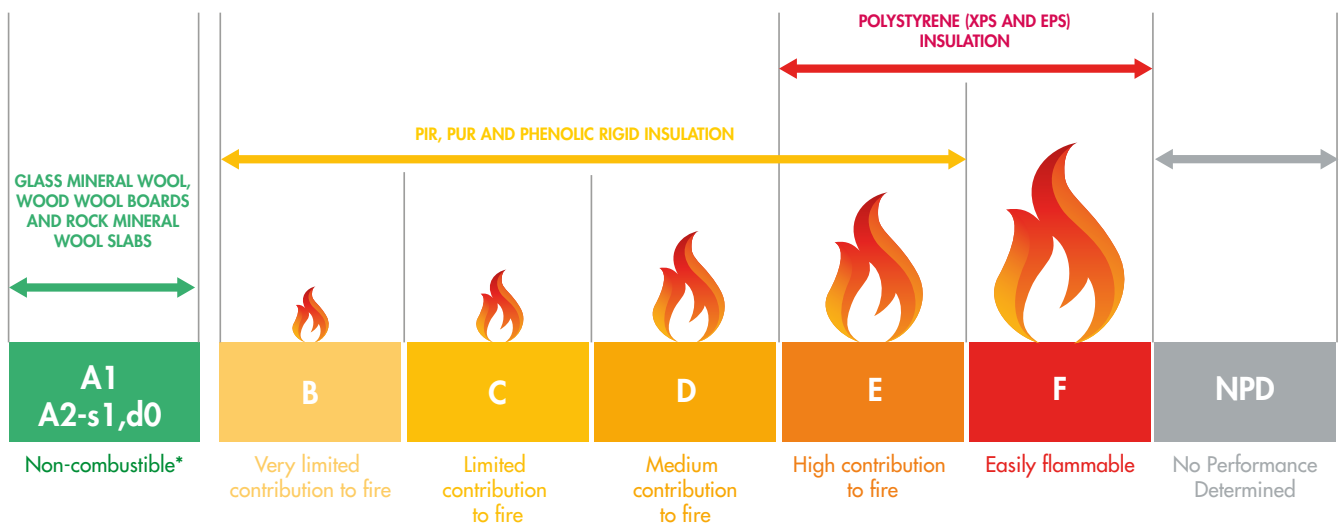 POLYSTYRENE (XPS AND EPS)
INSULATION
PIR, PUR AND PHENOLIC RIGID INSULATION
GLASS MINERAL WOOL,
WOOD WOOL BOARDS
AND ROCK MINERAL
WOOL SLABS
A1
A2-s1,d0
B
C
D
E
F
NPD
Non-combustible*
Very limited
contribution to fire
Limited
contribution
to fire
Medium
contribution
to fire
High contribution
to fire
Easily flammable
No Performance
Determined